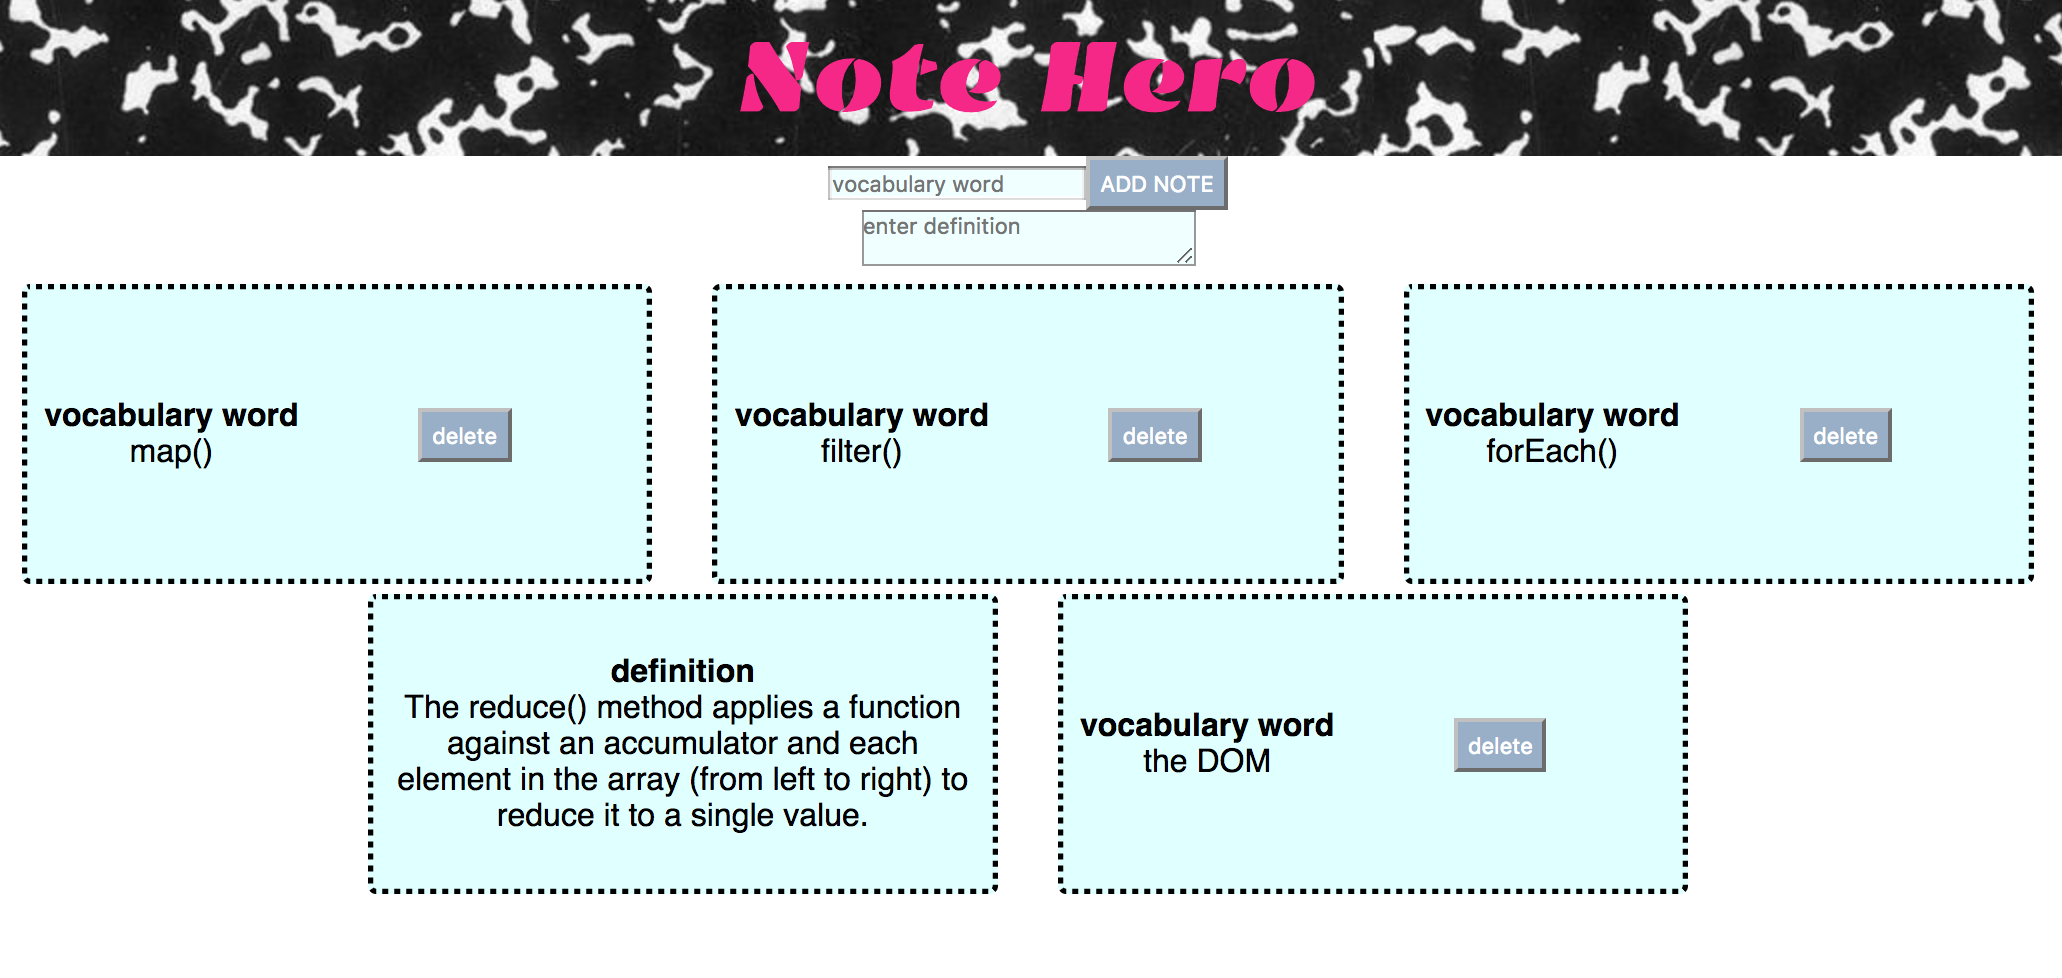 Note Hero
vocabulary word
ADD NOTE
enter definition
vocabulary word
map()
delete
vocabulary word
filter()
delete
vocabulary word
forEach()
delete
definition
The reduce() method applies a function
against an accumulator and each
element in the array (from left to right) to
reduce it to a single value.
vocabulary word
the DOM
delete